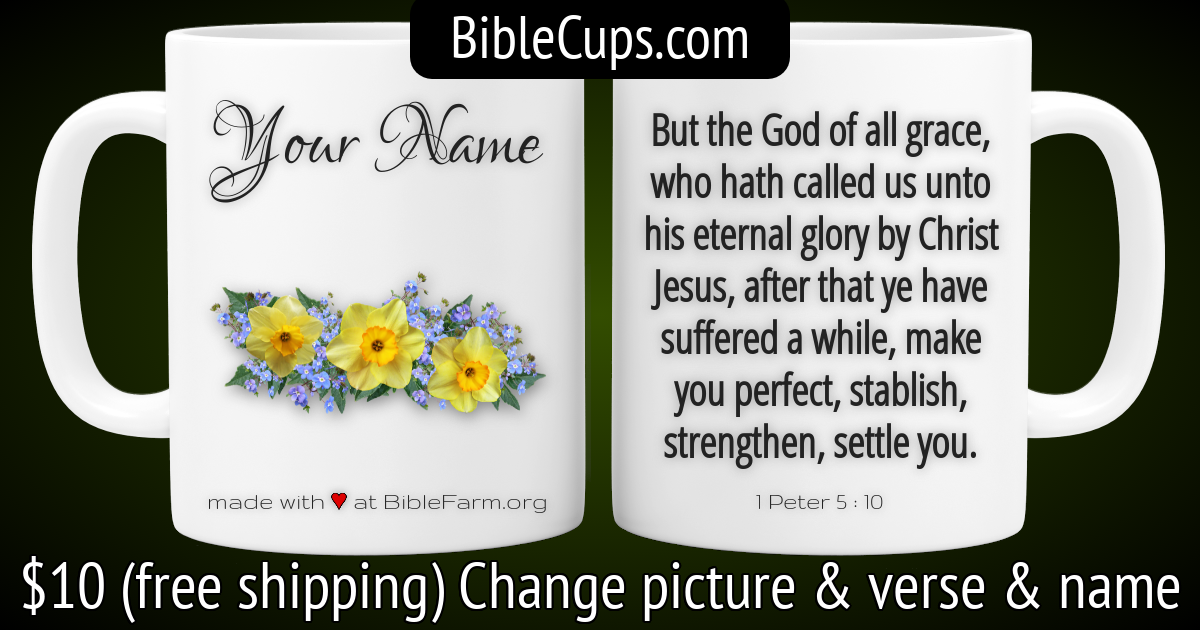 BibleCups.com
Your Name
made with ♥ at BibleFarm.org
But the God of all grace,
who hath called us unto
his eternal glory by Christ
Jesus, after that ye have
suffered a while, make
you perfect, stablish,
strengthen, settle you.
1 Peter 5 : 10
$10 (free shipping) Change picture & verse & name